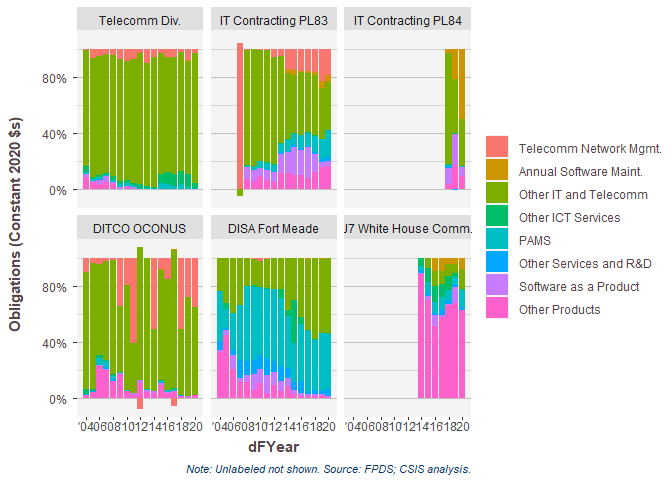 Telecomm Div.
IT Contracting PL83
IT Contracting PL84
80%
40%
0%
DITCO OCONUS
DISA Fort Meade
J7 White House Comm.
80%
40%
0%
'040608101214161820
'040608101214161820
'040608101214161820
Obligations (Constant 2020 $s)
dFYear
Telecomm Network Mgmt.
Annual Software Maint.
Other IT and Telecomm
Other ICT Services
PAMS
Other Services and R&D
Software as a Product
Other Products
Note: Unlabeled not shown. Source: FPDS; CSIS analysis.